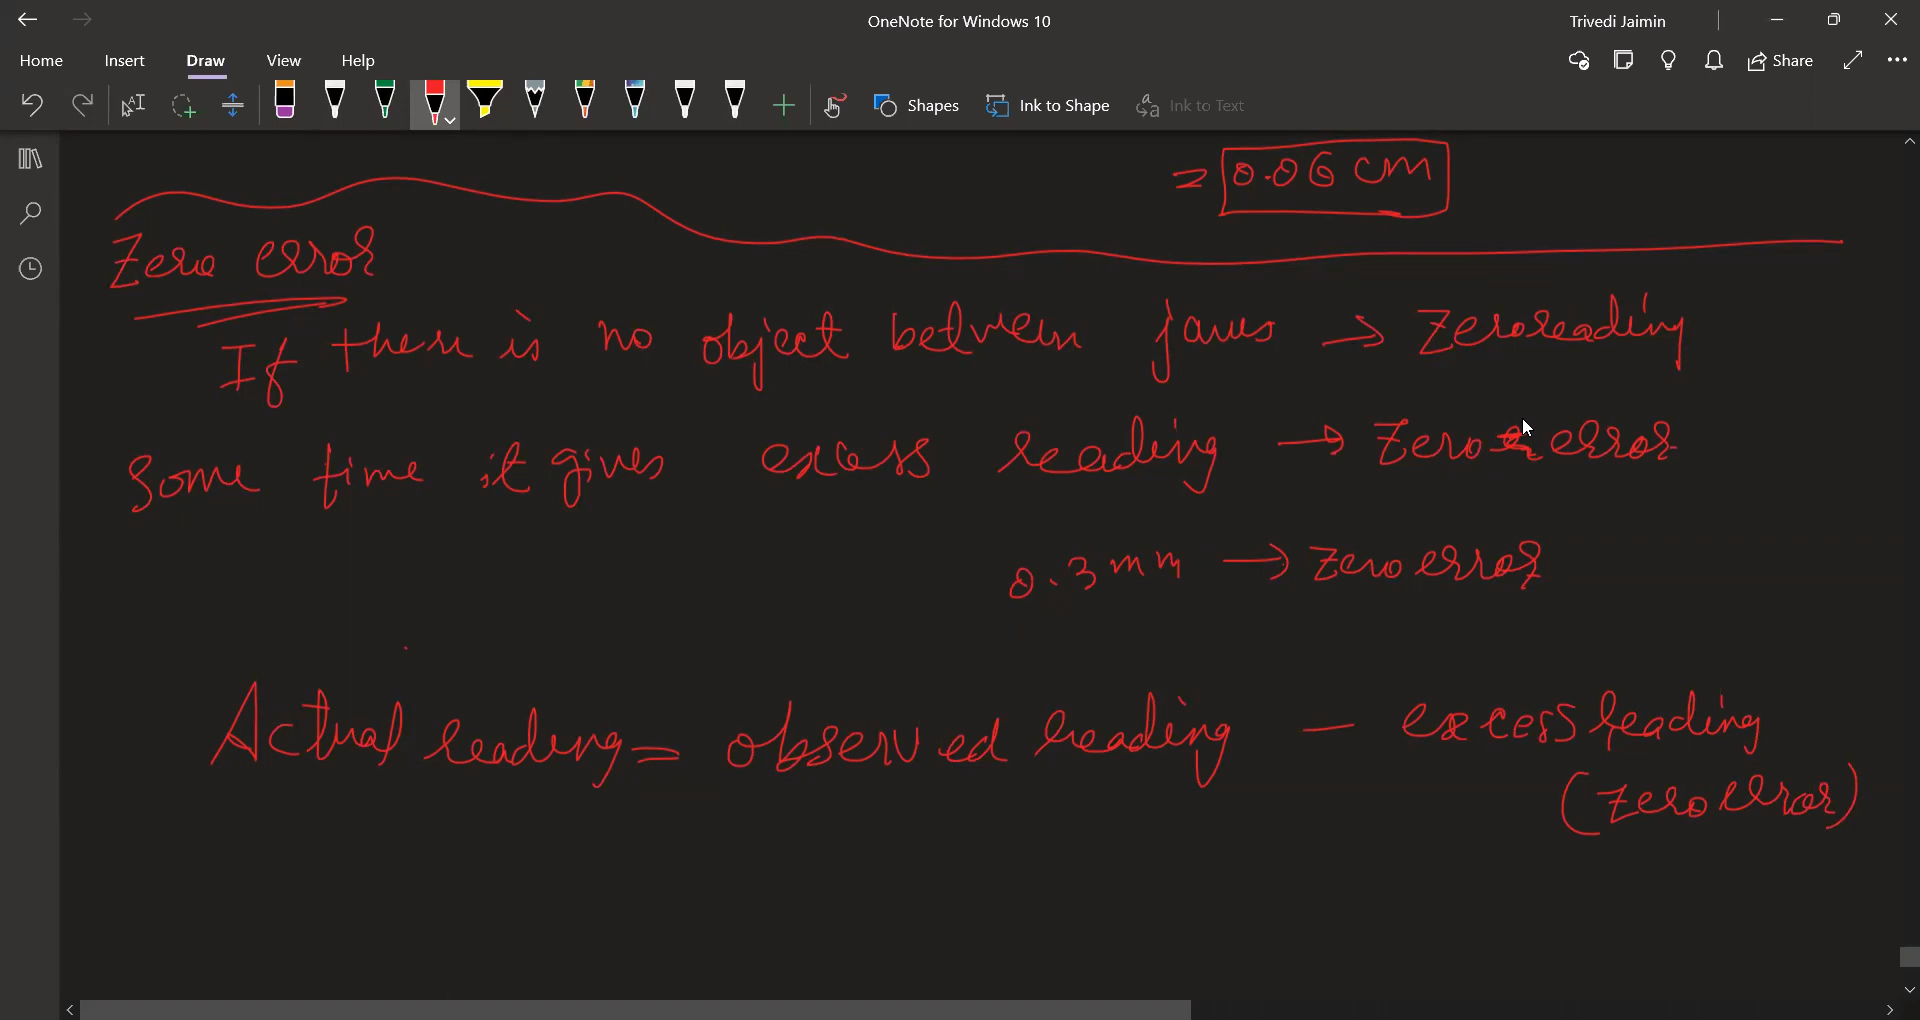 OneNote for Windows 10
Trivedi Jaimin
Home Insert Draw View Help
Share
Shapes Ink to Shape Ink to Text
= 0.06 cm
Zero error
If there is no object between jaws → Zero reading
Some time it gives excess reading → Zero error
0.3 mm → Zero error
Actual reading = observed reading - excess reading
(zero error)